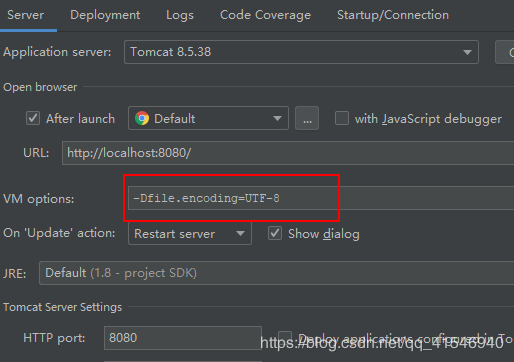 Server Deployment Logs Code Coverage Startup/Connection
Application server: Tomcat 8.5.38
Open browser
After launch Default ... with JavaScript debugger
URL: http://localhost:8080/
VM options: -Dfile.encoding=UTF-8
On 'Update' action: Restart server Show dialog
JRE: Default (1.8 - project SDK)
Tomcat Server Settings
HTTP port: 8080 Deploy applications configured in To
https://blog.csdn.net/qq_41546940